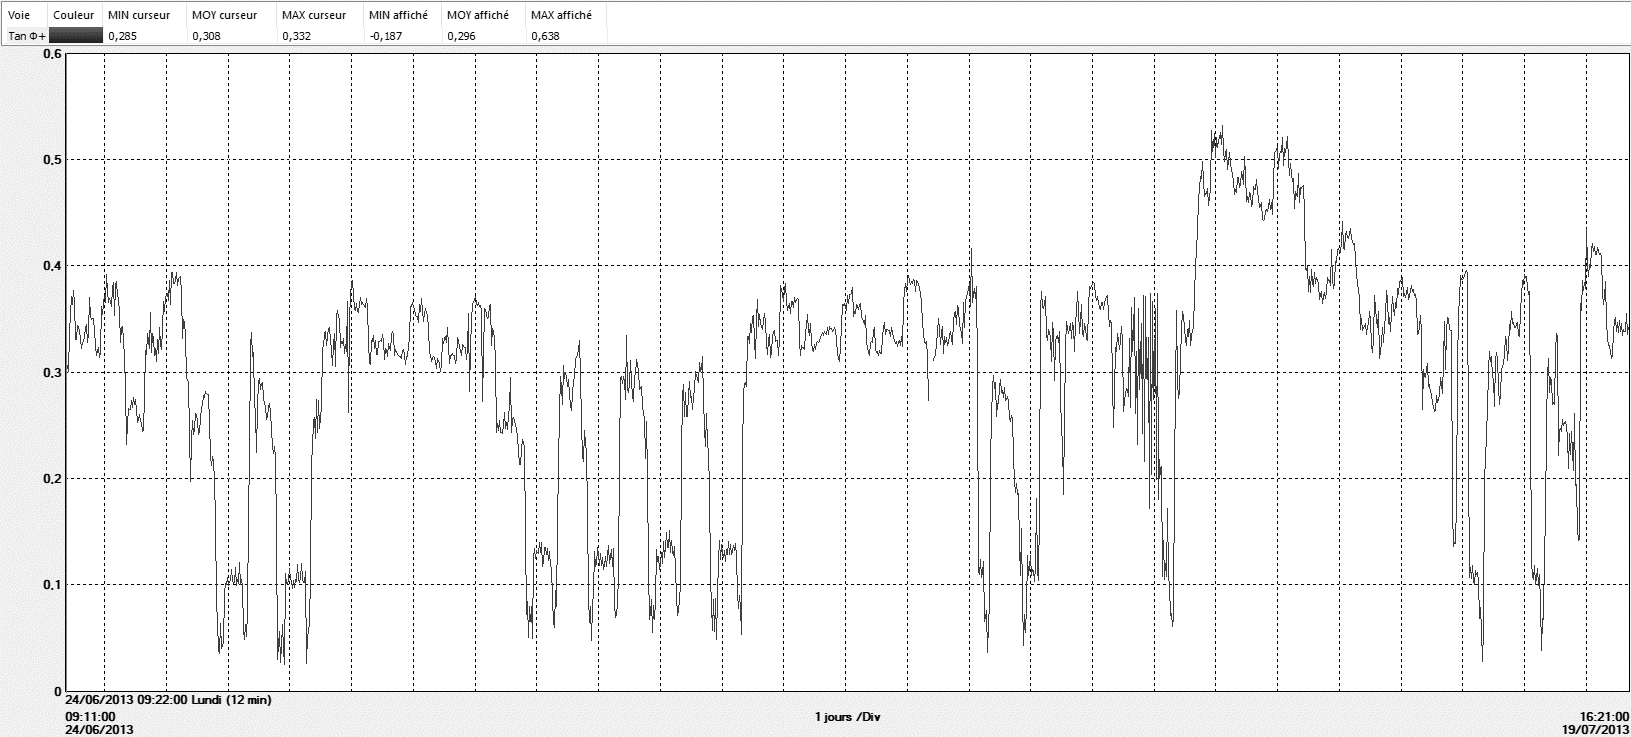 Voie Couleur MIN curseur MOY curseur MAX curseur MIN affiché MOY affiché MAX affiché
Tan Φ+ 0,285 0,308 0,332 -0,187 0,296 0,638
0.6
0.5
0.4
0.3
0.2
0.1
0
24/06/2013 09:22:00 Lundi (12 min)
09:11:00 1 jours /Div 16:21:00
24/06/2013 19/07/2013